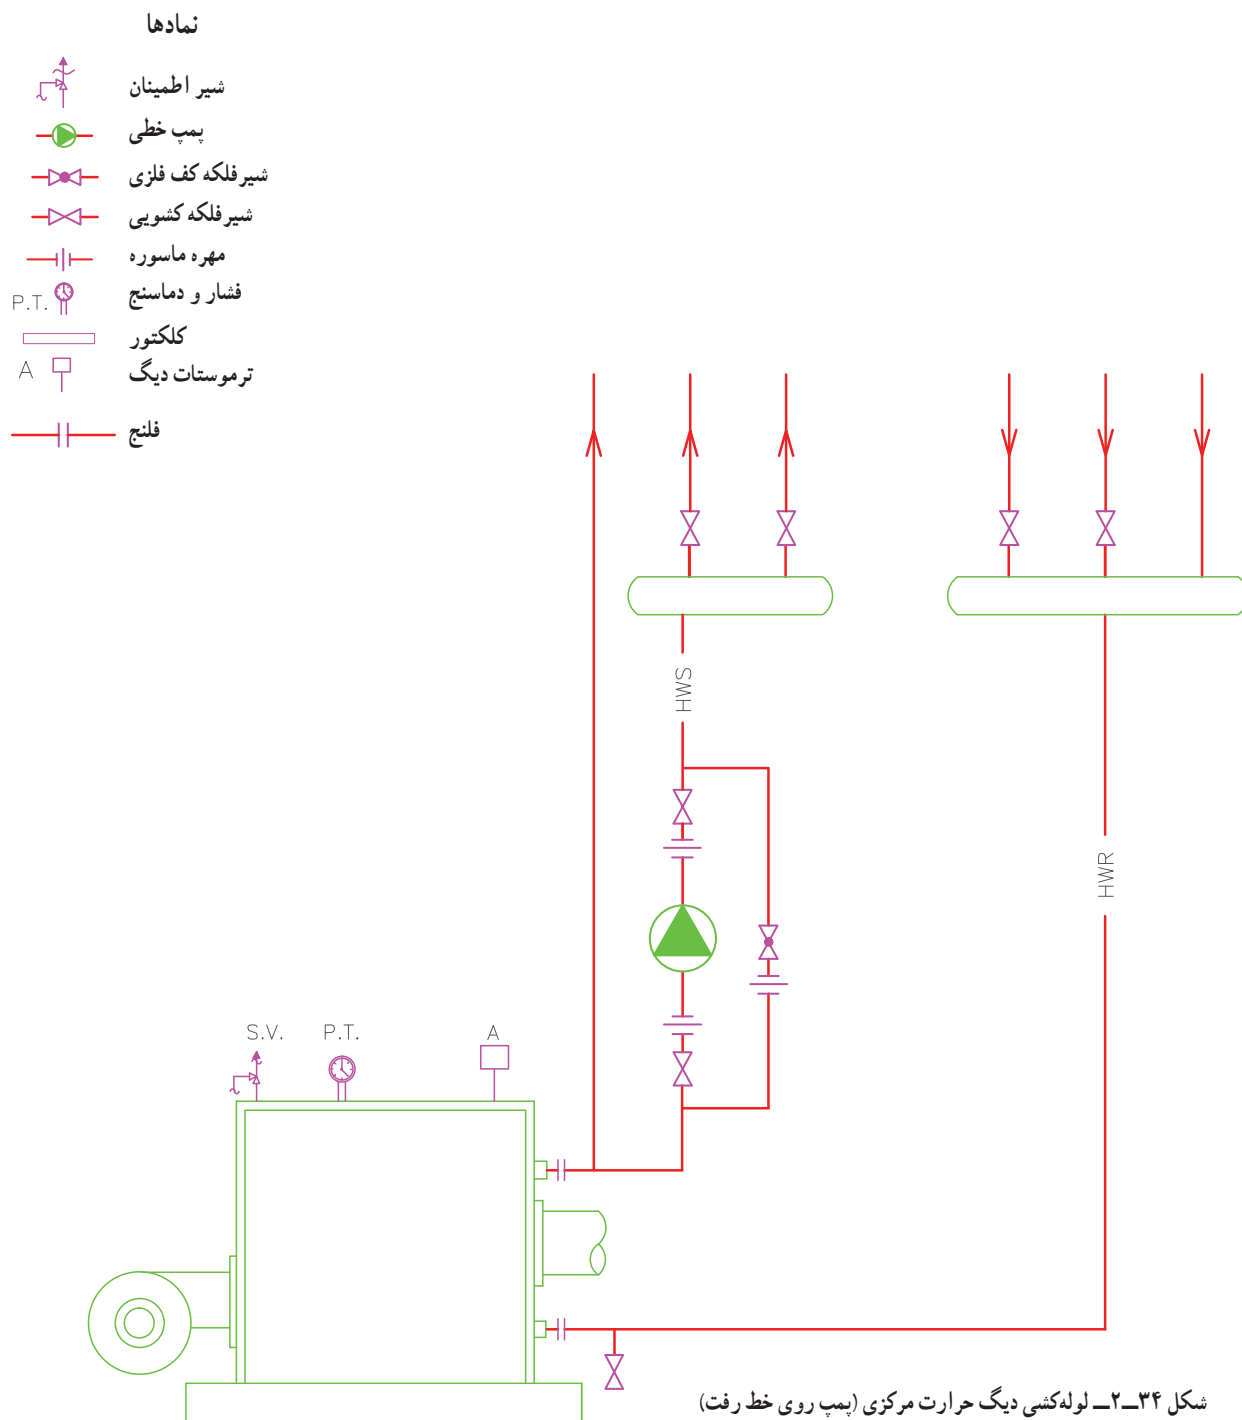 نمادها
شیر اطمینان
پمپ خطی
شیرفلکه کف فلزی
شیرفلکه کشویی
مهره ماسوره
فشار و دماسنج
P.T.
کلکتور
ترموستات دیگ
A
فلنج
HWS
HWR
S.V.
P.T.
A
شکل ۳۴ــ۲ــ لوله‌کشی دیگ حرارت مرکزی (پمپ روی خط رفت)